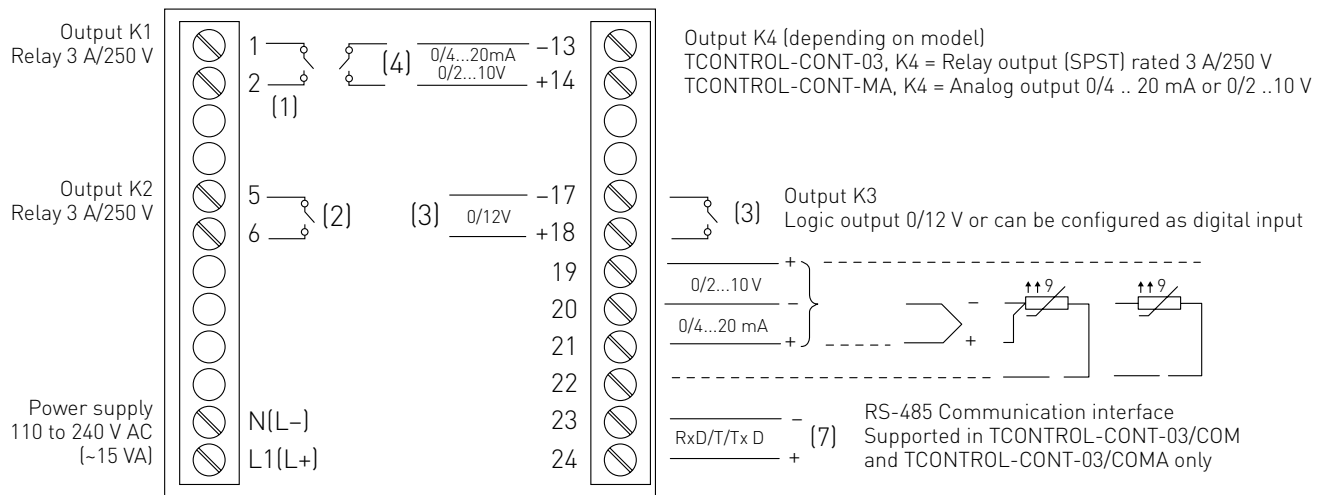 Output K1
Relay 3 A/250 V
1
2
(1)
(4)
0/4...20mA
0/2...10V
–13
+14
Output K4 (depending on model)
TCONTROL-CONT-03, K4 = Relay output (SPST) rated 3 A/250 V
TCONTROL-CONT-MA, K4 = Analog output 0/4 .. 20 mA or 0/2 ..10 V
Output K2
Relay 3 A/250 V
5
6
(2)
(3)
0/12V
–17
+18
(3)
Output K3
Logic output 0/12 V or can be configured as digital input
19
20
21
22
+
0/2...10 V
–
0/4...20 mA
+
–
+
9
9
Power supply
110 to 240 V AC
(~15 VA)
N(L–)
L1(L+)
23
24
–
RxD/T/Tx D
+
(7)
RS-485 Communication interface
Supported in TCONTROL-CONT-03/COM
and TCONTROL-CONT-03/COMA only